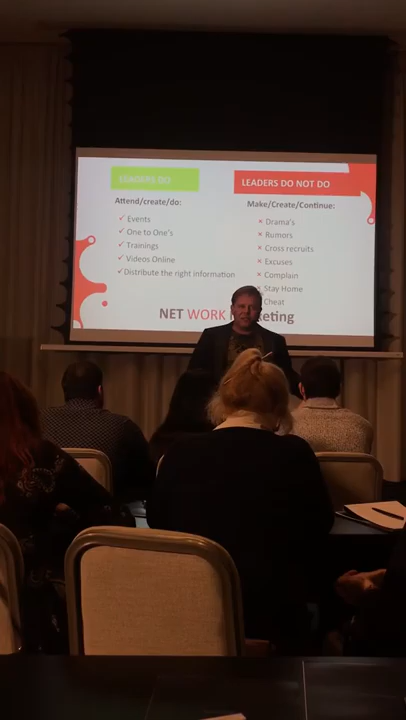 LEADERS DO
Attend/create/do:
Events
One to One's
Trainings
Videos Online
Distribute the right information
LEADERS DO NOT DO
Make/Create/Continue:
Drama's
Rumors
Cross recruits
Excuses
Complain
Stay Home
Cheat
NET WORK Marketing